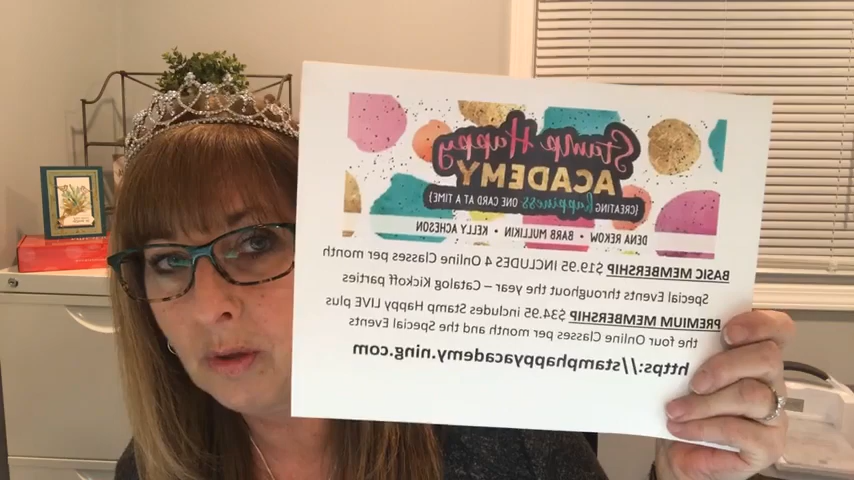 Stamp Happy
ACADEMY
{CREATING happiness ONE CARD AT A TIME}
DENA REKOW • BARB MULLIKIN • KELLY ACHESON
BASIC MEMBERSHIP $19.95 INCLUDES 4 Online Classes per month
Special Events throughout the year – Catalog Kickoff parties
PREMIUM MEMBERSHIP $34.95 includes Stamp Happy LIVE plus
the four Online Classes per month and the Special Events
https://stamphappyacademy.ning.com